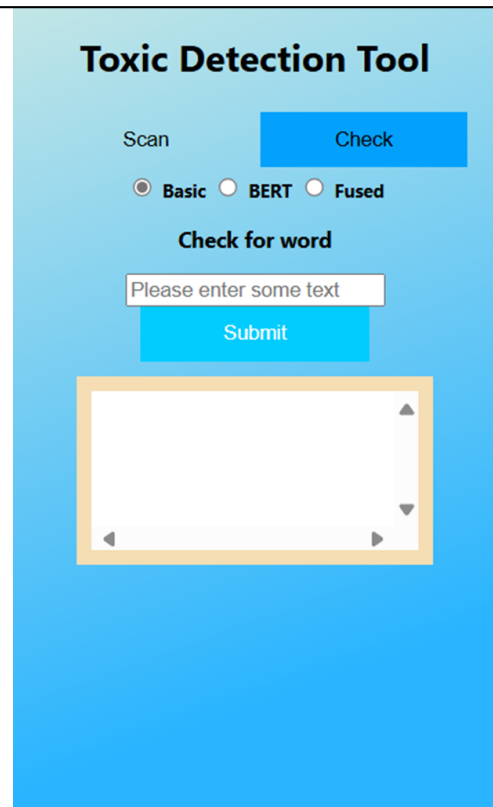 Toxic Detection Tool
Scan Check
Basic BERT Fused
Check for word
Please enter some text
Submit